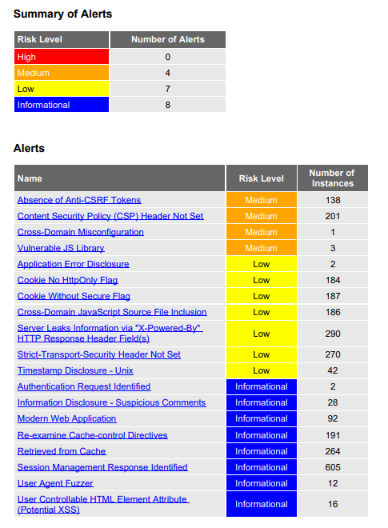 Summary of Alerts
Risk Level Number of Alerts
High 0
Medium 4
Low 7
Informational 8
Alerts
Name Risk Level Number of
Instances
Absence of Anti-CSRF Tokens Medium 138
Content Security Policy (CSP) Header Not Set Medium 201
Cross-Domain Misconfiguration Medium 1
Vulnerable JS Library Medium 3
Application Error Disclosure Low 2
Cookie No HttpOnly Flag Low 184
Cookie Without Secure Flag Low 187
Cross-Domain JavaScript Source File Inclusion Low 186
Server Leaks Information via "X-Powered-By"
HTTP Response Header Field(s) Low 290
Strict-Transport-Security Header Not Set Low 270
Timestamp Disclosure - Unix Low 42
Authentication Request Identified Informational 2
Information Disclosure - Suspicious Comments Informational 28
Modern Web Application Informational 92
Re-examine Cache-control Directives Informational 191
Retrieved from Cache Informational 264
Session Management Response Identified Informational 605
User Agent Fuzzer Informational 12
User Controllable HTML Element Attribute
(Potential XSS) Informational 16